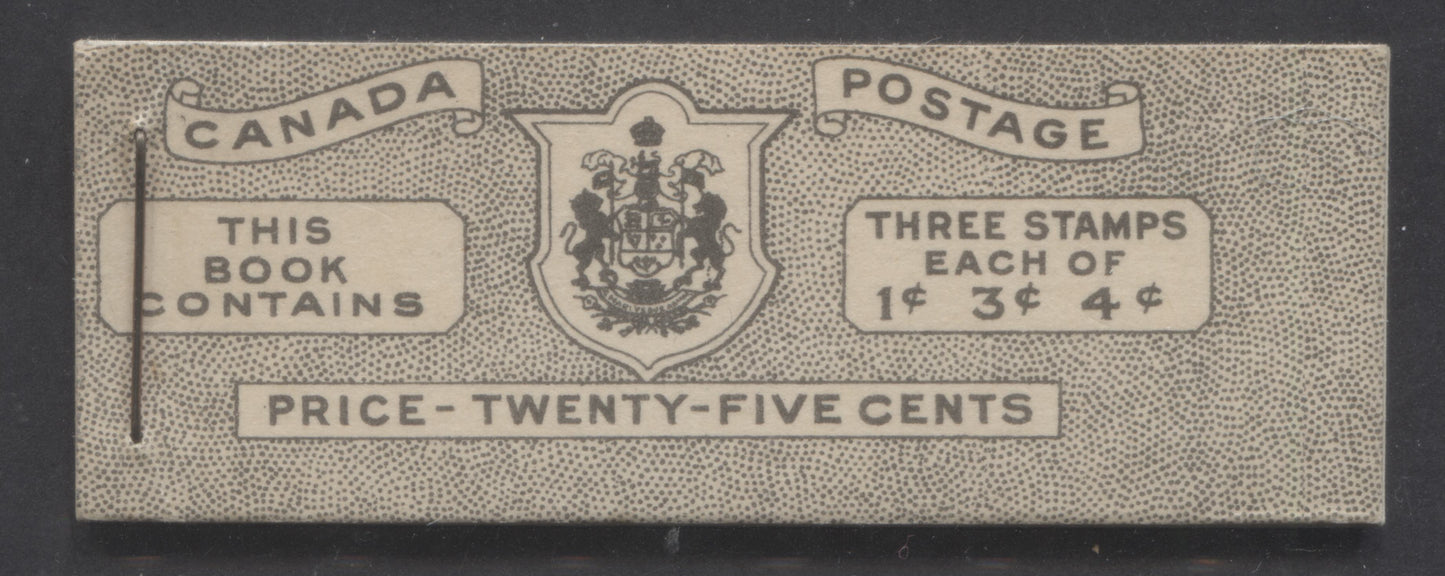 CANADA
POSTAGE
THIS
BOOK
CONTAINS
THREE STAMPS
EACH OF
1¢ 3¢ 4¢
PRICE - TWENTY-FIVE CENTS